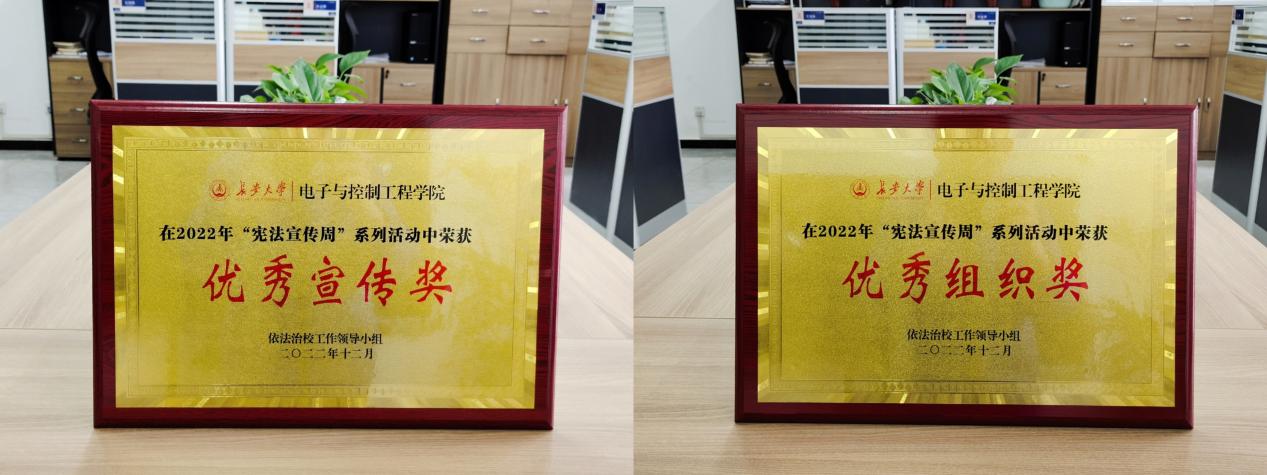 长安大学 电子与控制工程学院
在2022年“宪法宣传周”系列活动中荣获
优秀宣传奖
依法治校工作领导小组
二〇二二年十二月
长安大学 电子与控制工程学院
在2022年“宪法宣传周”系列活动中荣获
优秀组织奖
依法治校工作领导小组
二〇二二年十二月